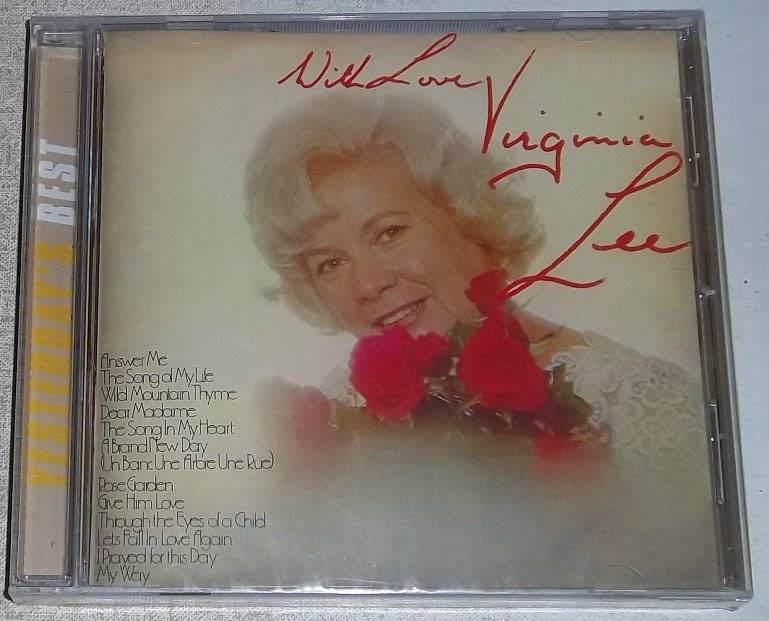 YESTERDAY'S BEST
With Love
Virginia
Lee
Answer Me
The Song of My Life
Wild Mountain Thyme
Dear Madame
The Song In My Heart
A Brand New Day
(Un Banc Une Arbre Une Rue)
Rose Garden
Give Him Love
Through the Eyes of a Child
Lets Fall In Love Again
I Prayed for this Day
My Way